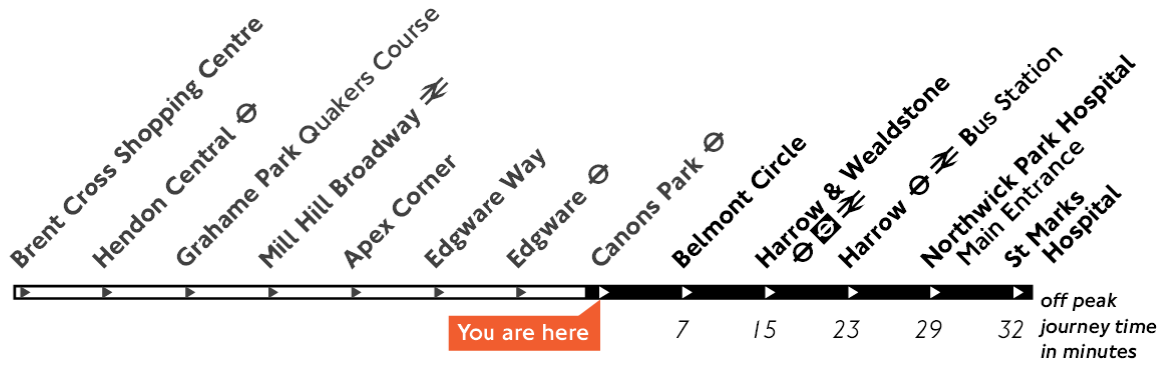 Brent Cross Shopping Centre
Hendon Central
Grahame Park Quakers Course
Mill Hill Broadway
Apex Corner
Edgware Way
Edgware
Canons Park
Belmont Circle
Harrow & Wealdstone
Harrow Bus Station
Northwick Park Hospital
Main Entrance
St Marks
Hospital
You are here
7 15 23 29 32
off peak
journey time
in minutes